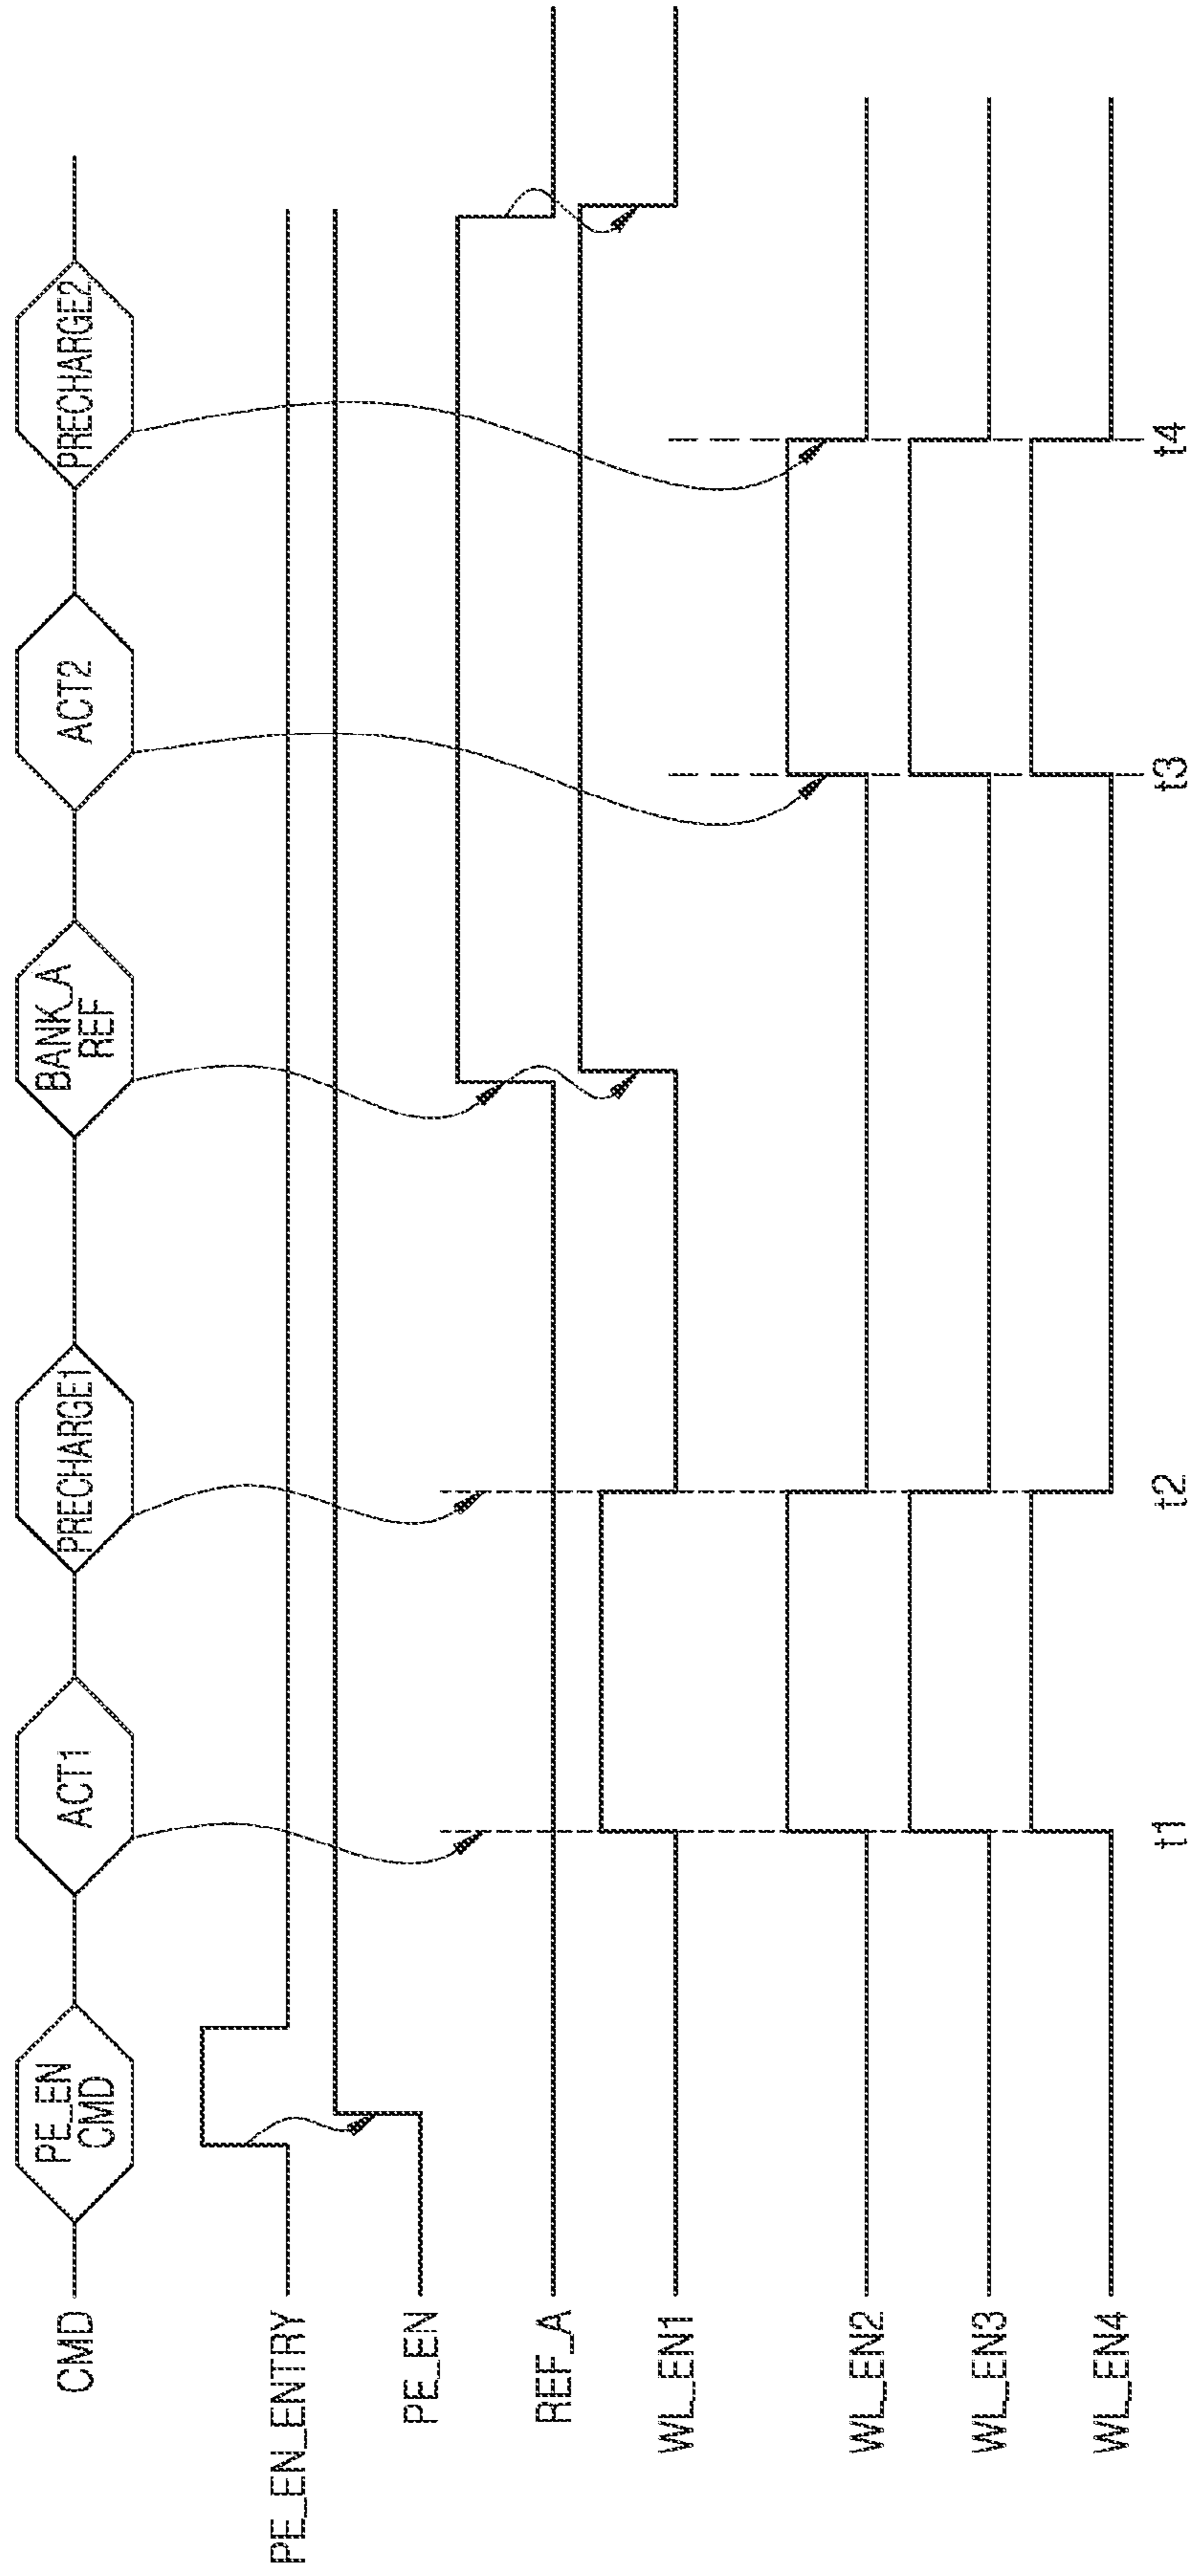 CMD
PE_EN
CMD
ACT1
PRECHARGE1
BANK_A
REF
ACT2
PRECHARGE2
PE_EN_ENTRY
PE_EN
REF_A
WL_EN1
WL_EN2
WL_EN3
WL_EN4
t1
t2
t3
t4